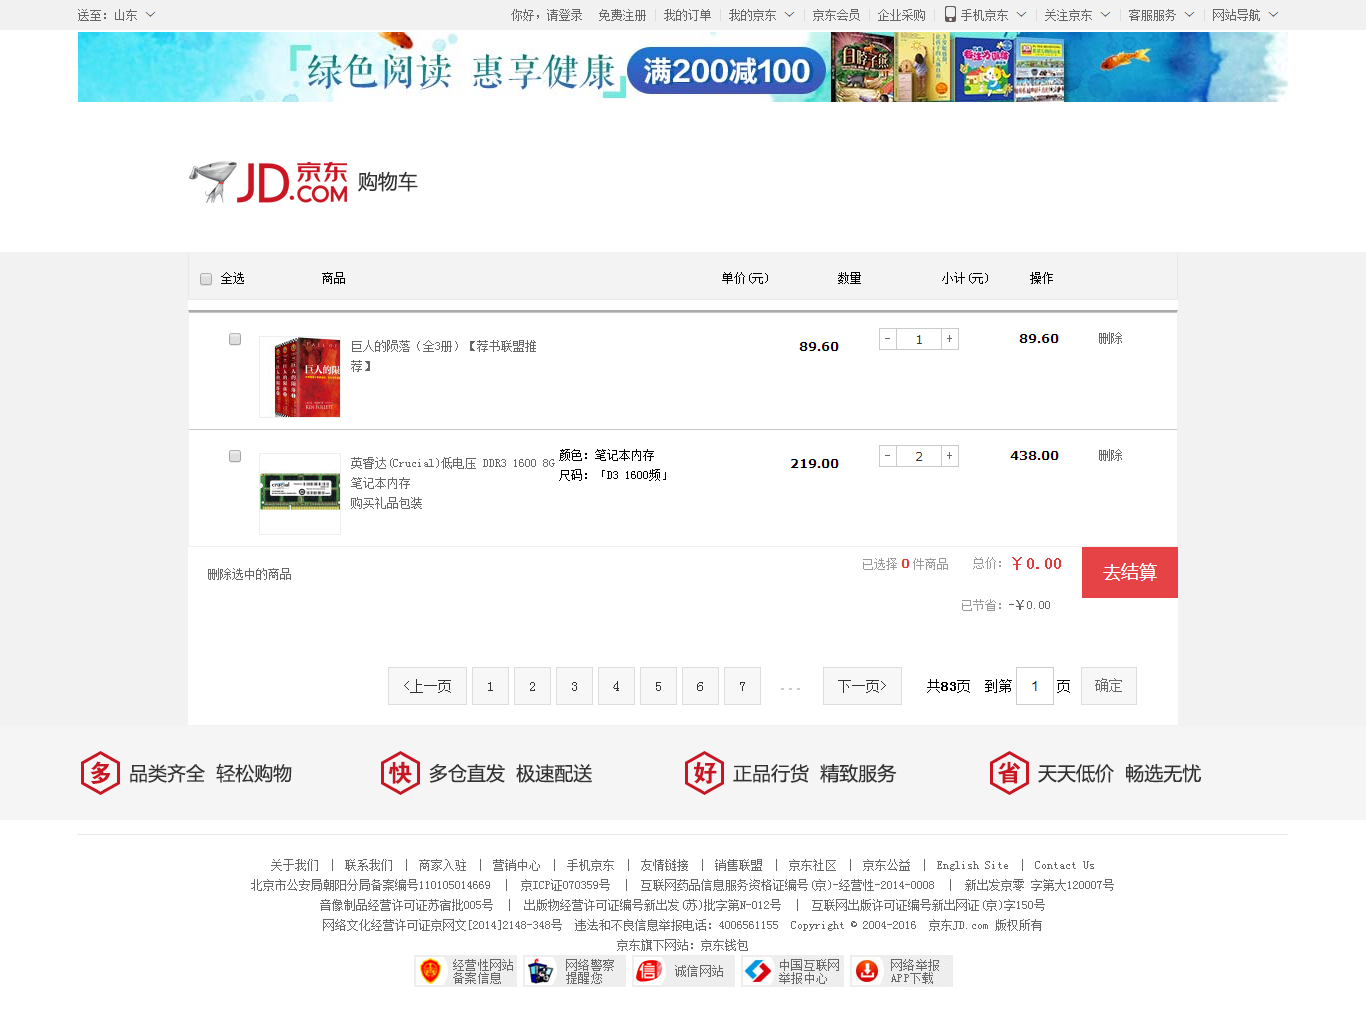 送至：山东
你好，请登录 免费注册 我的订单 我的京东 京东会员 企业采购 手机京东 关注京东 客服服务 网站导航
绿色阅读 惠享健康 满200减100
JD.COM 京东 购物车
全选 商品 单价(元) 数量 小计(元) 操作
巨人的陨落（全3册）【荐书联盟推荐】 89.60 - 1 + 89.60 删除
英睿达(Crucial)低电压 DDR3 1600 8G 笔记本内存
购买礼品包装
颜色：笔记本内存
尺码：「D3 1600频」
219.00 - 2 + 438.00 删除
删除选中的商品
已选择 0 件商品 总价：￥0.00 去结算
已节省：-￥0.00
<上一页 1 2 3 4 5 6 7 ... 下一页> 共83页 到第 1 页 确定
多 品类齐全 轻松购物
快 多仓直发 极速配送
好 正品行货 精致服务
省 天天低价 畅选无忧
关于我们 | 联系我们 | 商家入驻 | 营销中心 | 手机京东 | 友情链接 | 销售联盟 | 京东社区 | 京东公益 | English Site | Contact Us
北京市公安局朝阳分局备案编号110105014669 | 京ICP证070359号 | 互联网药品信息服务资格证编号(京)-经营性-2014-0008 | 新出发京零 字第大120007号
音像制品经营许可证苏宿批005号 | 出版物经营许可证编号新出发(苏)批字第N-012号 | 互联网出版许可证编号新出网证(京)字150号
网络文化经营许可证京网文[2014]2148-348号 违法和不良信息举报电话：4006561155 Copyright © 2004-2016 京东JD.com 版权所有
京东旗下网站：京东钱包
经营性网站备案信息
网络警察提醒您
诚信网站
中国互联网举报中心
网络举报APP下载